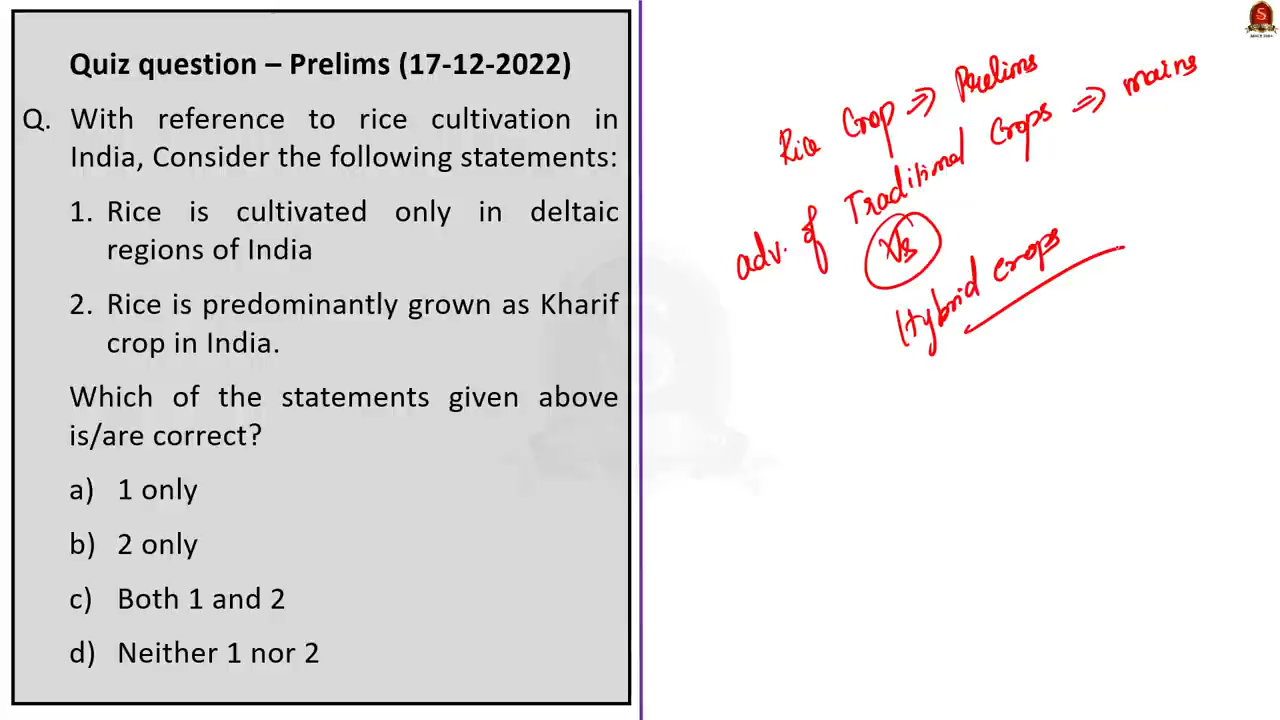 Quiz question – Prelims (17-12-2022)
Q. With reference to rice cultivation in
India, Consider the following statements:
1. Rice is cultivated only in deltaic
regions of India
2. Rice is predominantly grown as Kharif
crop in India.
Which of the statements given above
is/are correct?
a) 1 only
b) 2 only
c) Both 1 and 2
d) Neither 1 nor 2
Rice Crop => Prelims
adv. of Traditional Crops => mains
Vs
Hybrid crops